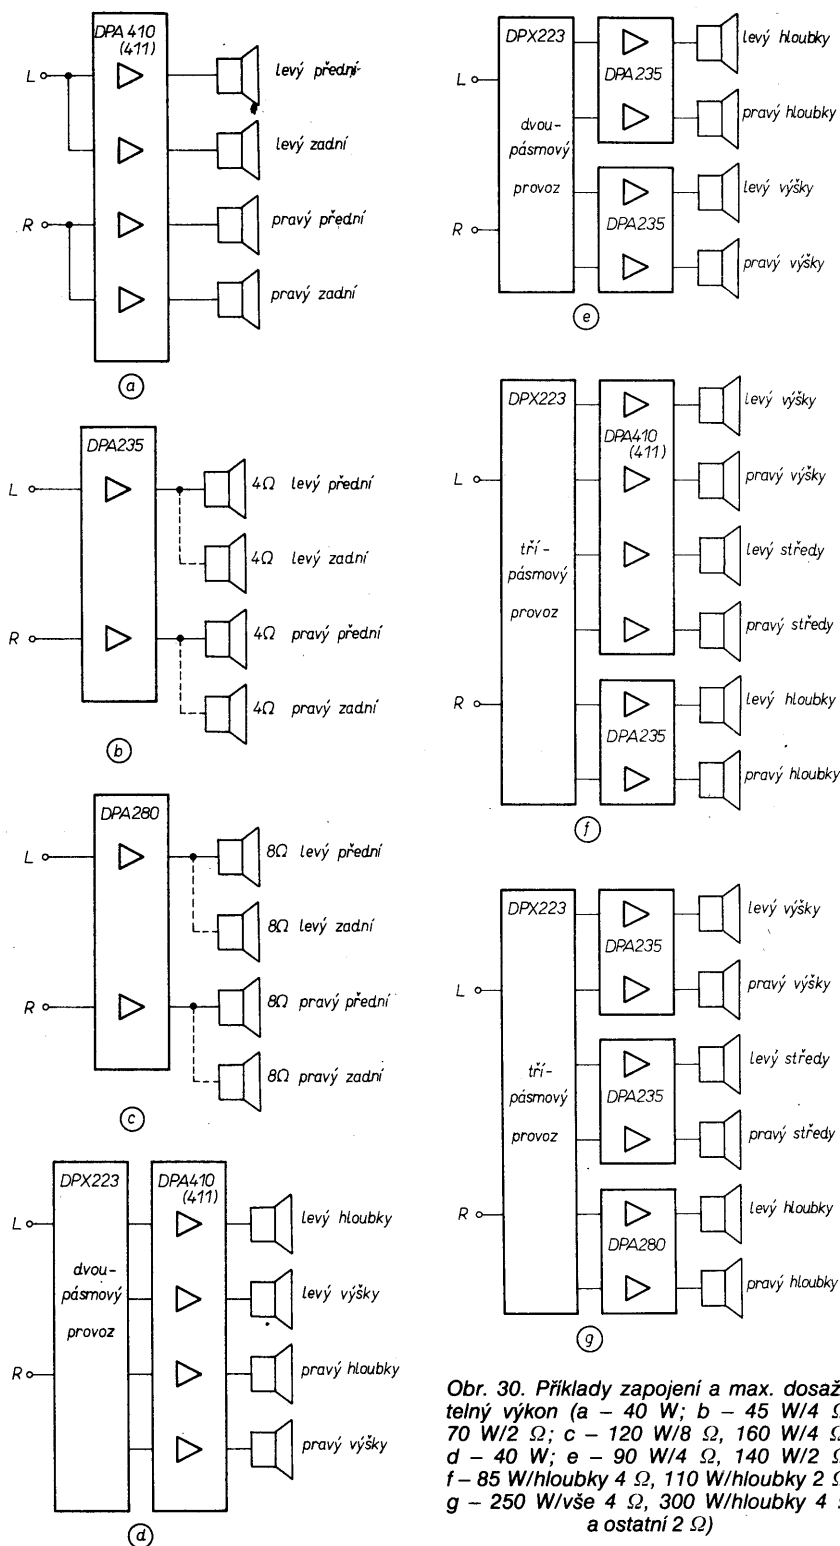 DPA410
(411)
L
levý přední
levý zadní
R
pravý přední
pravý zadní
a
DPA235
L
4Ω levý přední
4Ω levý zadní
R
4Ω pravý přední
4Ω pravý zadní
b
DPA280
L
8Ω levý přední
8Ω levý zadní
R
8Ω pravý přední
8Ω pravý zadní
c
DPX223
DPA410
(411)
L
levý hloubky
dvou-
pásmový
provoz
levý výšky
R
pravý hloubky
pravý výšky
d
DPX223
levý hloubky
L
DPA235
dvou-
pásmový
provoz
pravý hloubky
levý výšky
R
DPA235
pravý výšky
e
DPX223
levý výšky
DPA410
(411)
L
pravý výšky
tří-
pásmový
provoz
levý středy
pravý středy
R
levý hloubky
DPA235
pravý hloubky
f
DPX223
levý výšky
DPA235
L
pravý výšky
tří-
pásmový
provoz
levý středy
DPA235
pravý středy
R
levý hloubky
DPA280
pravý hloubky
g
Obr. 30. Příklady zapojení a max. dosaž
telný výkon (a – 40 W; b – 45 W/4 Ω
70 W/2 Ω; c – 120 W/8 Ω, 160 W/4 Ω
d – 40 W; e – 90 W/4 Ω, 140 W/2 Ω
f – 85 W/hloubky 4 Ω, 110 W/hloubky 2 Ω
g – 250 W/vše 4 Ω, 300 W/hloubky 4
a ostatní 2 Ω)